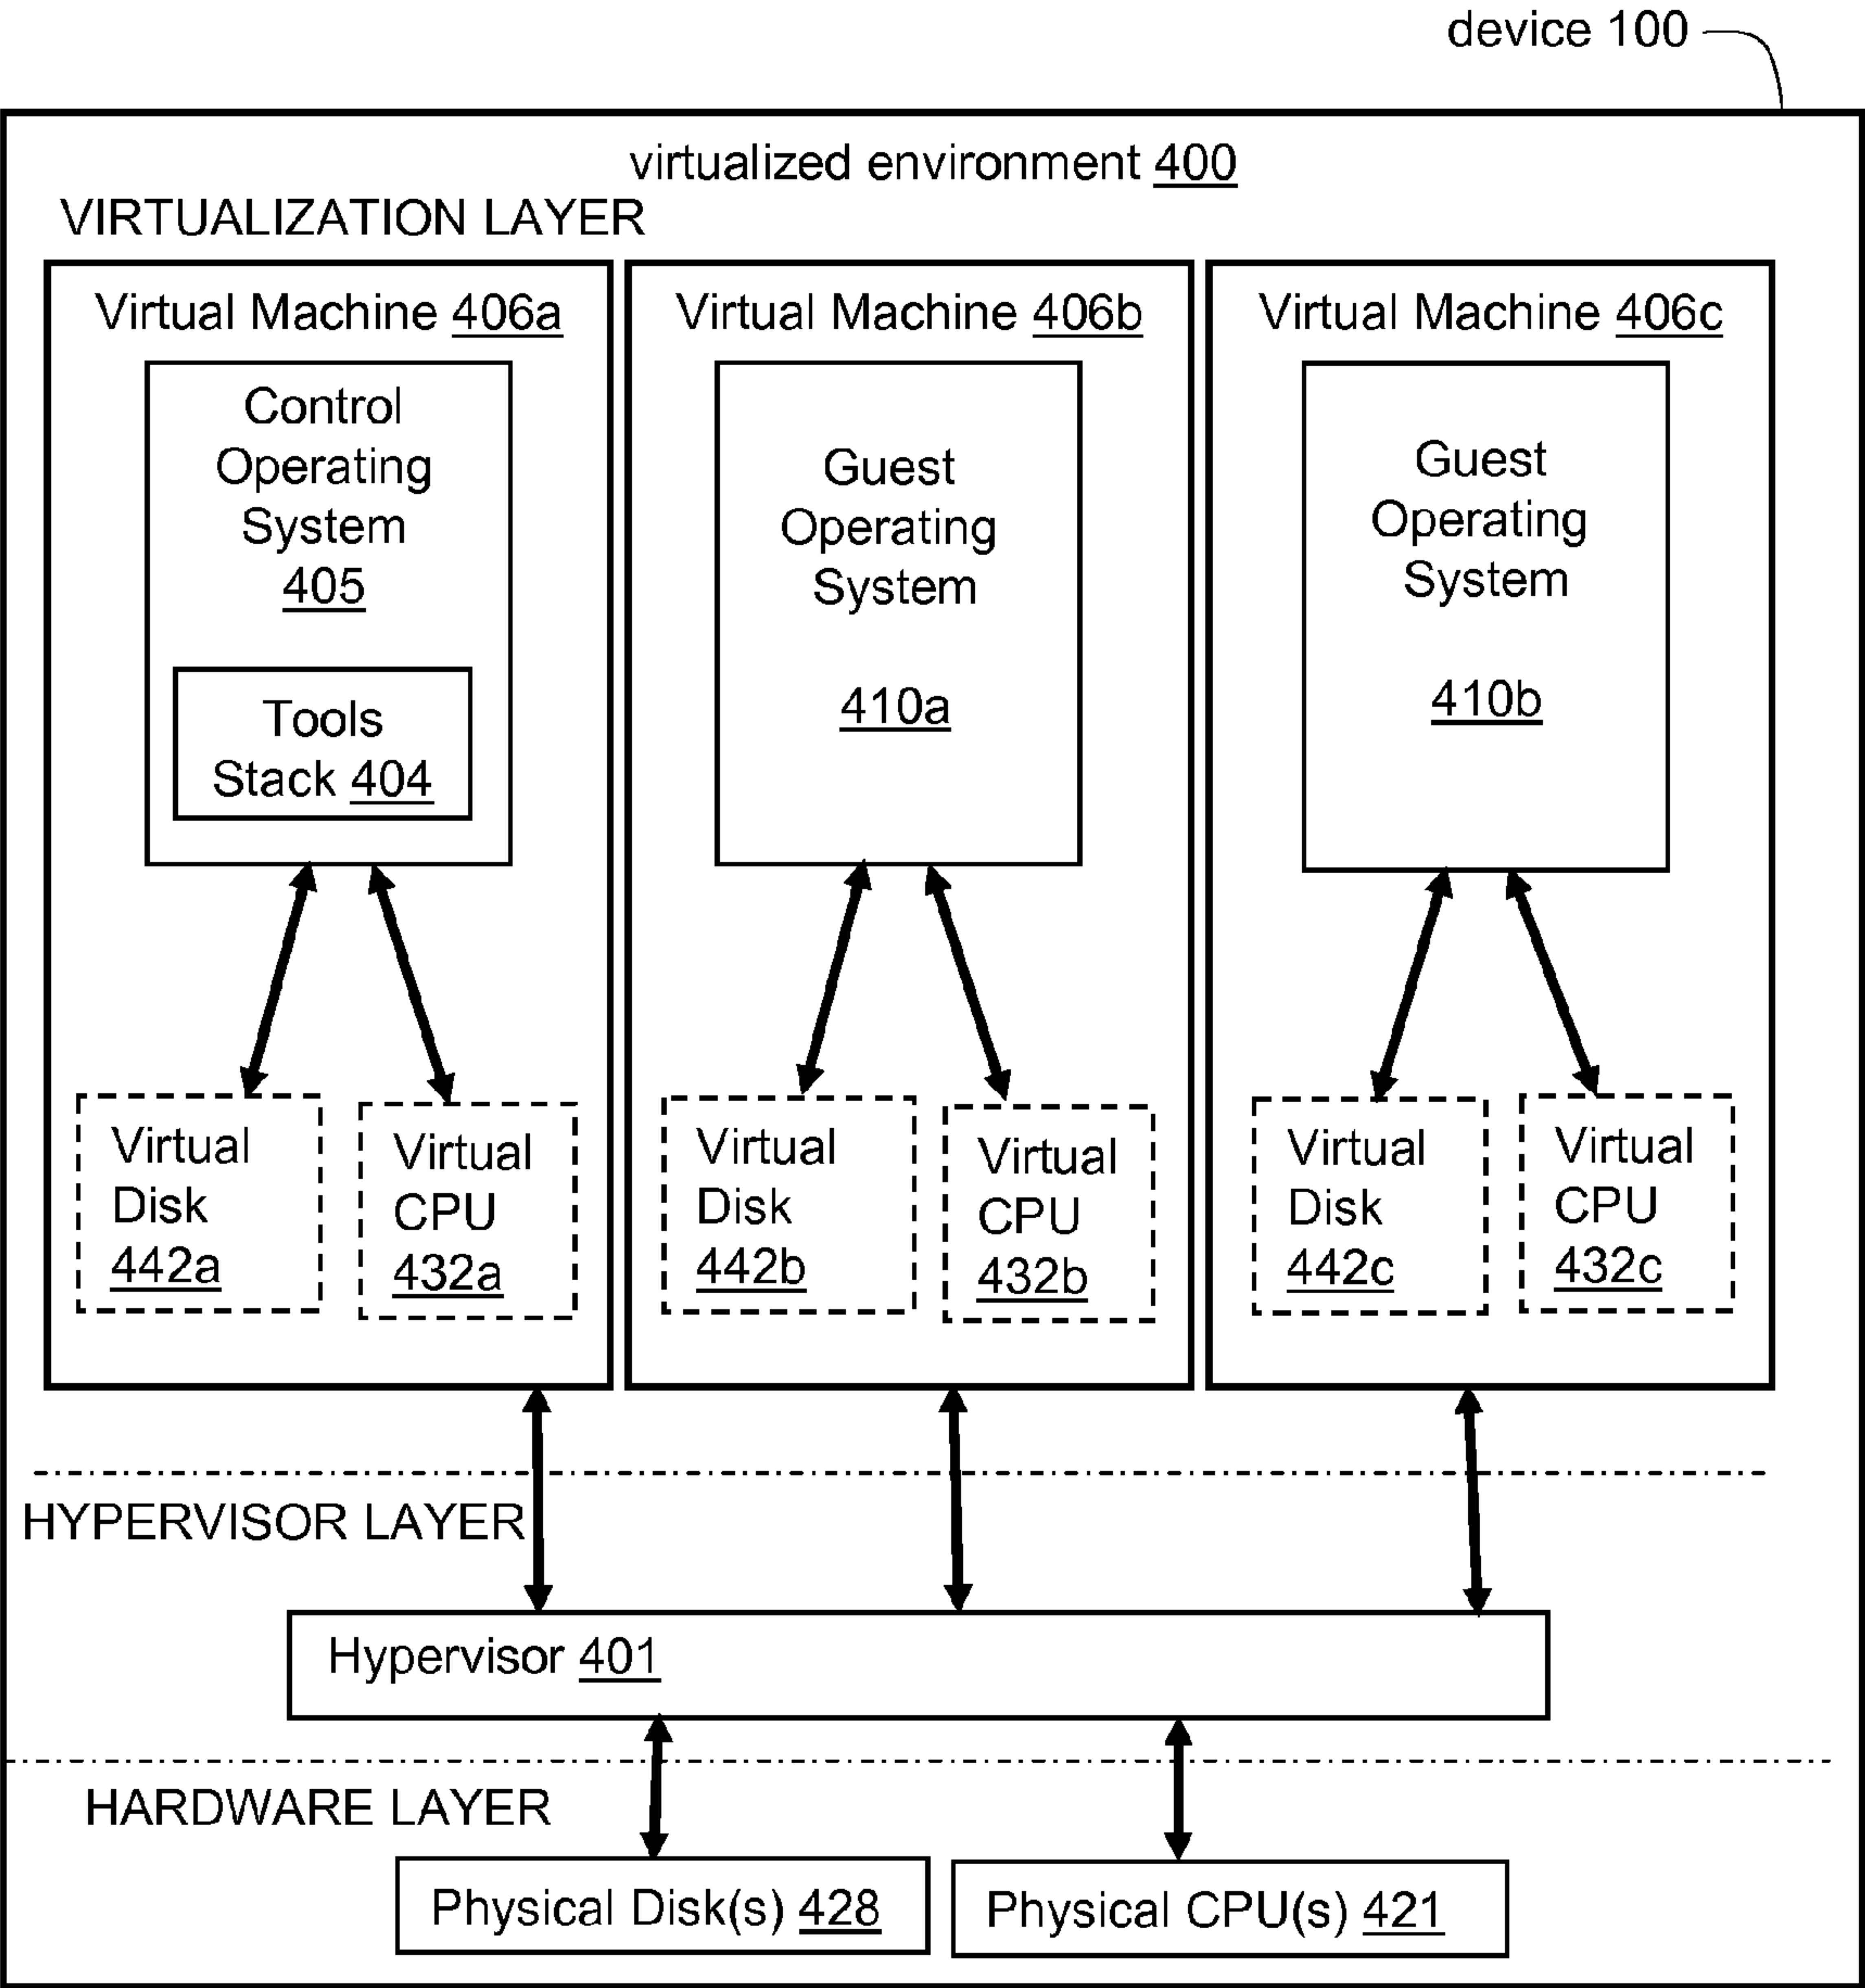 device 100
virtualized environment 400
VIRTUALIZATION LAYER
Virtual Machine 406a
Control
Operating
System
405
Tools
Stack 404
Virtual
Disk
442a
Virtual
CPU
432a
Virtual Machine 406b
Guest
Operating
System
410a
Virtual
Disk
442b
Virtual
CPU
432b
Virtual Machine 406c
Guest
Operating
System
410b
Virtual
Disk
442c
Virtual
CPU
432c
HYPERVISOR LAYER
Hypervisor 401
HARDWARE LAYER
Physical Disk(s) 428
Physical CPU(s) 421